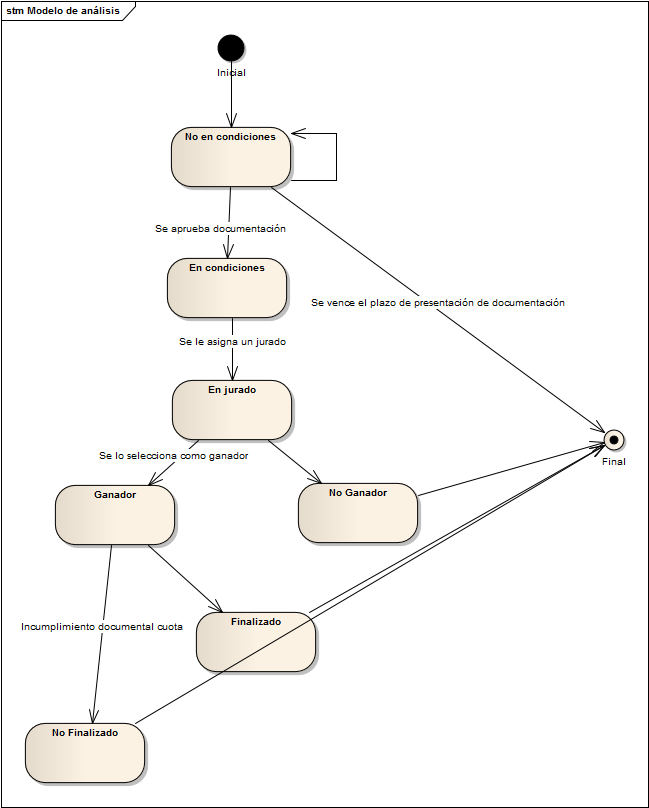 stm Modelo de análisis
Inicial
No en condiciones
Se aprueba documentación
En condiciones
Se vence el plazo de presentación de documentación
Se le asigna un jurado
En jurado
Se lo selecciona como ganador
Final
Ganador
No Ganador
Finalizado
Incumplimiento documental cuota
No Finalizado